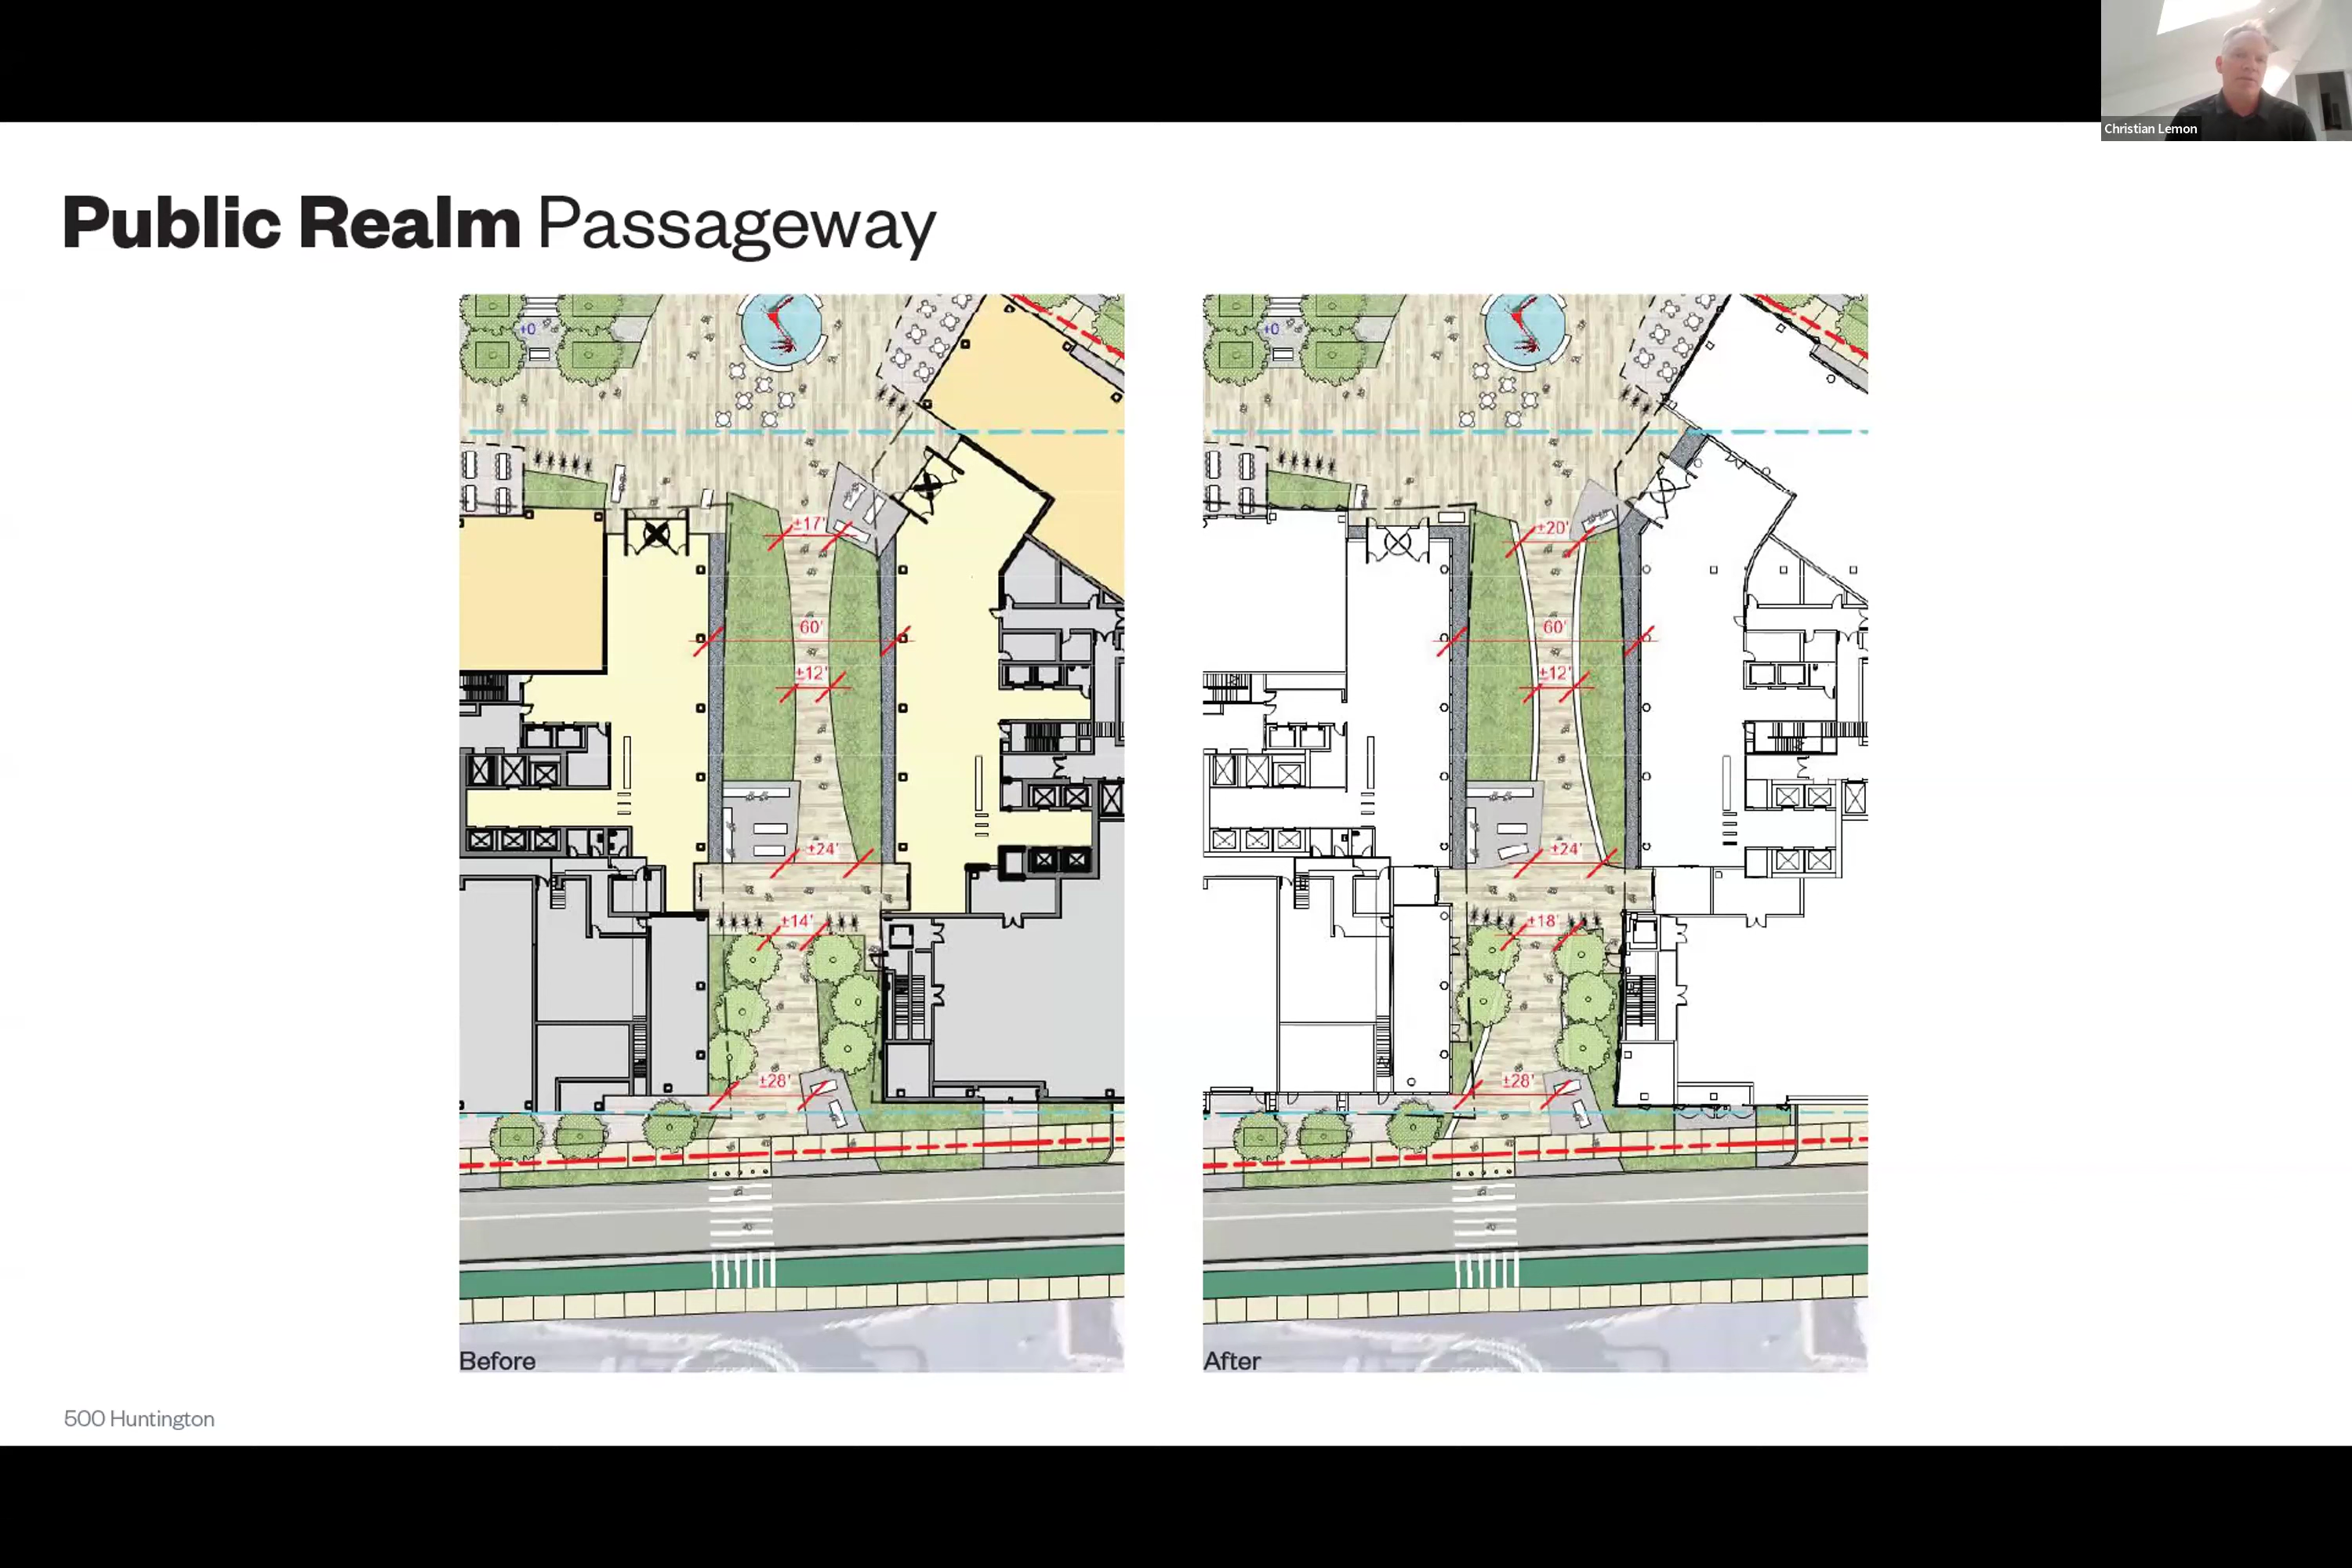 Christian Lemon
Public Realm Passageway
+0
±17'
60'
±12'
±24'
±14'
±28'
Before
+0
±20'
60'
±12'
±24'
±18'
±28'
After
500 Huntington